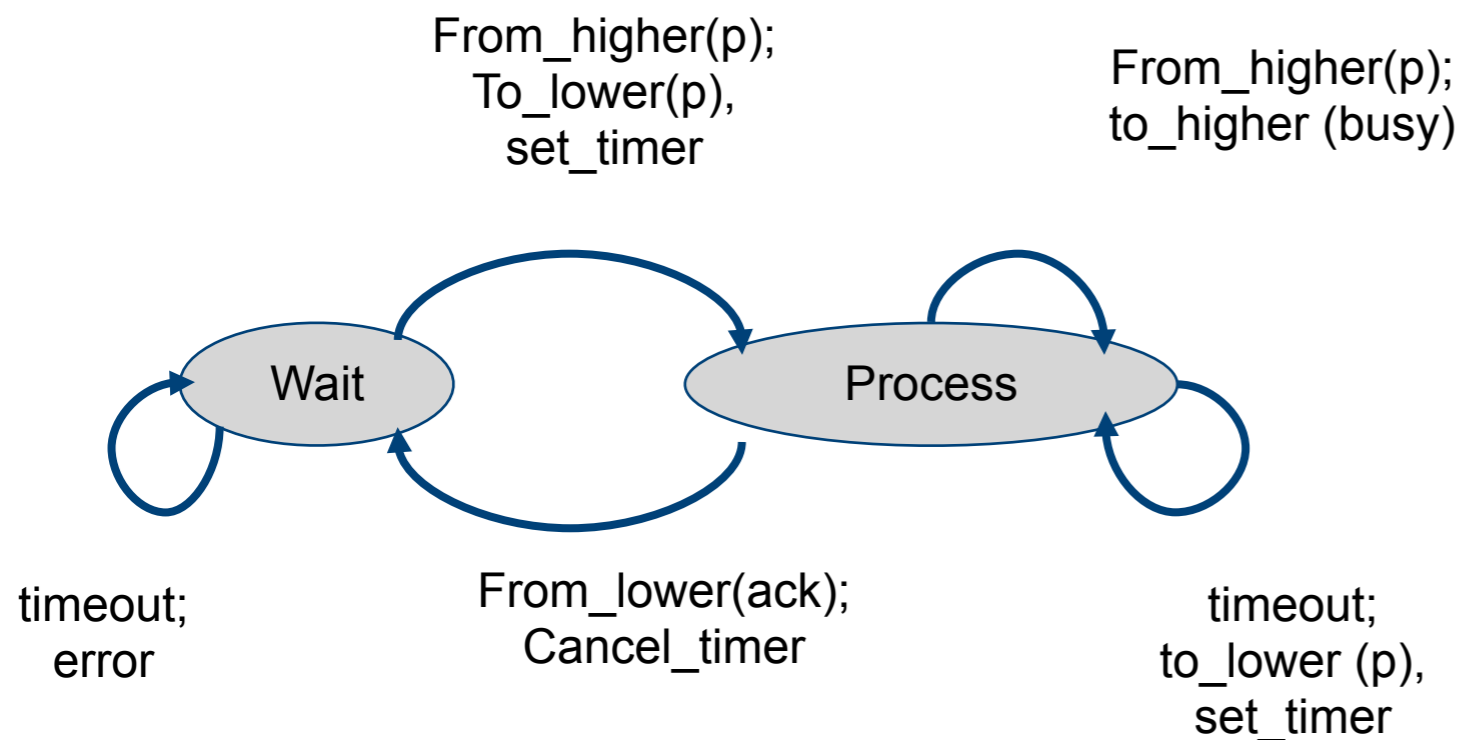 From_higher(p);
To_lower(p),
set_timer
From_higher(p);
to_higher (busy)
Wait
Process
timeout;
error
From_lower(ack);
Cancel_timer
timeout;
to_lower (p),
set_timer